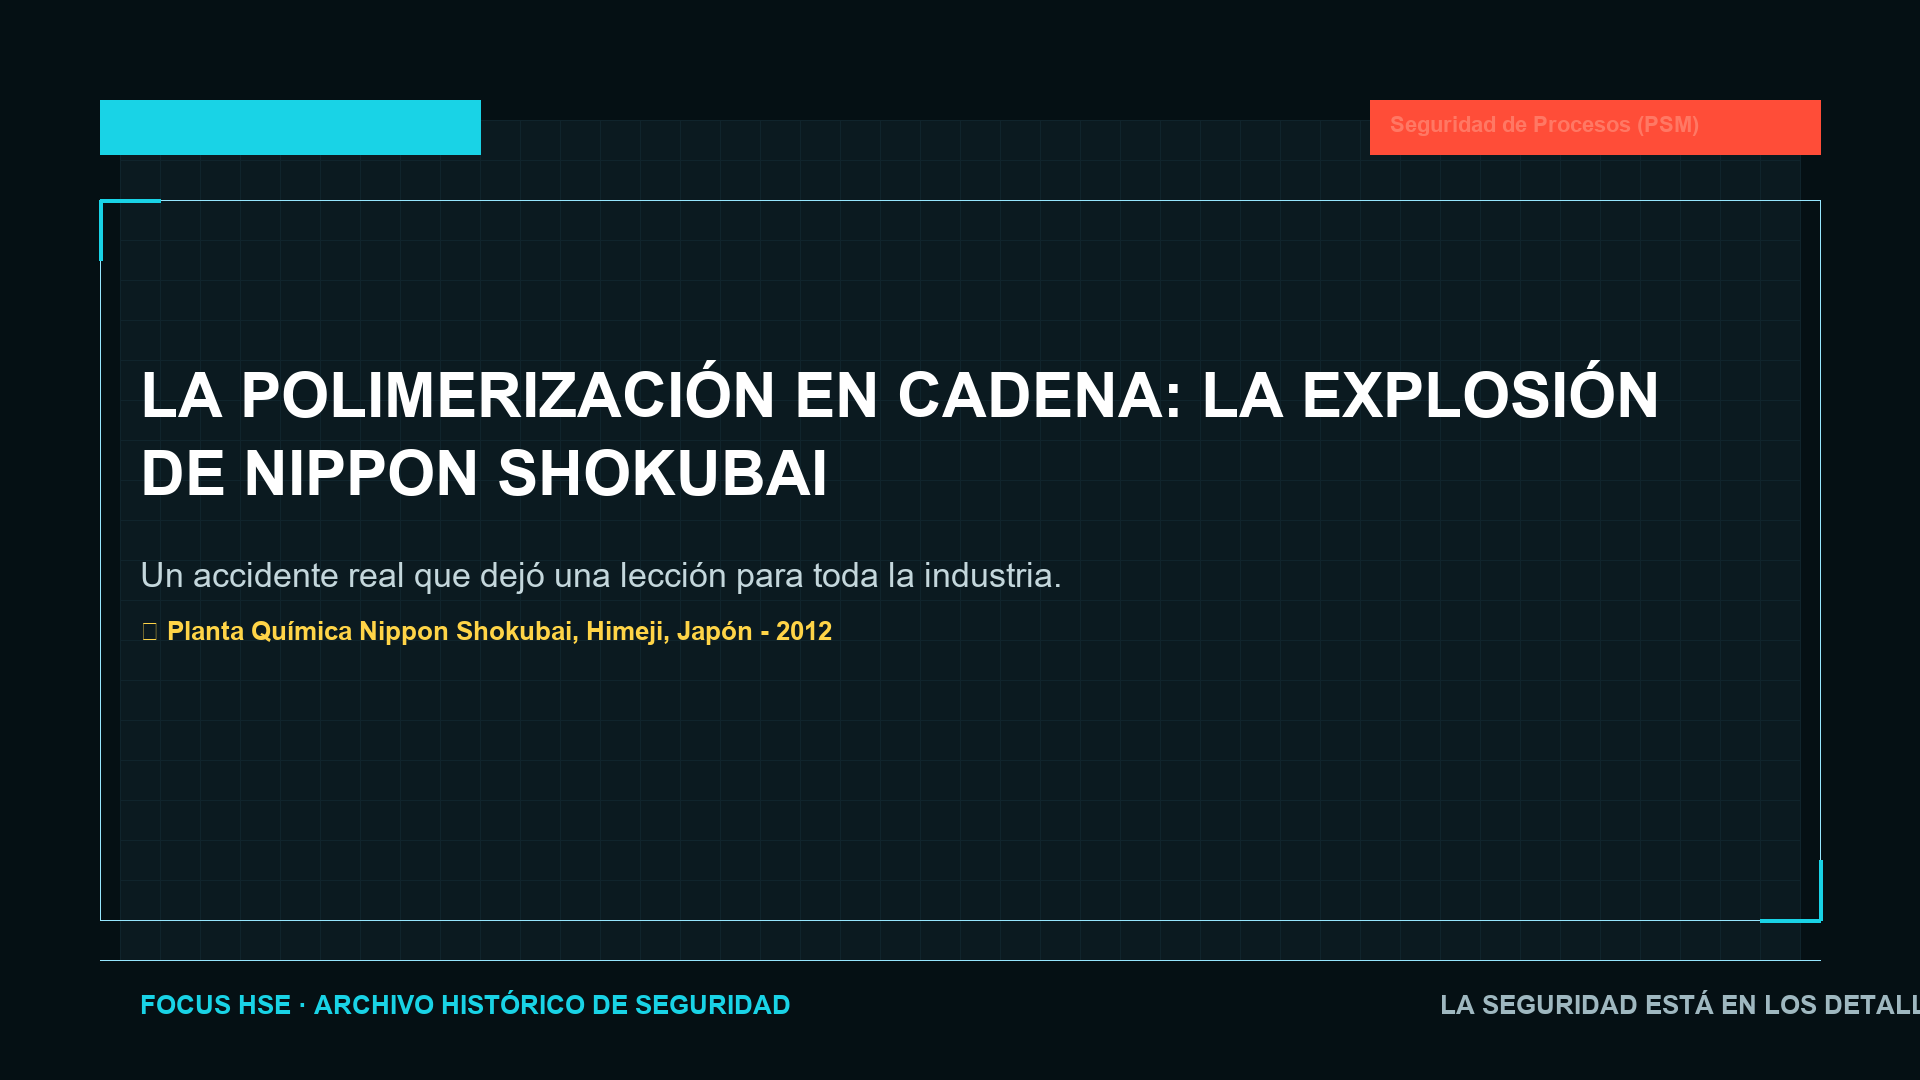 Seguridad de Procesos (PSM)
LA POLIMERIZACIÓN EN CADENA: LA EXPLOSIÓN
DE NIPPON SHOKUBAI
Un accidente real que dejó una lección para toda la industria.
Planta Química Nippon Shokubai, Himeji, Japón - 2012
FOCUS HSE · ARCHIVO HISTÓRICO DE SEGURIDAD
LA SEGURIDAD ESTÁ EN LOS DETALL